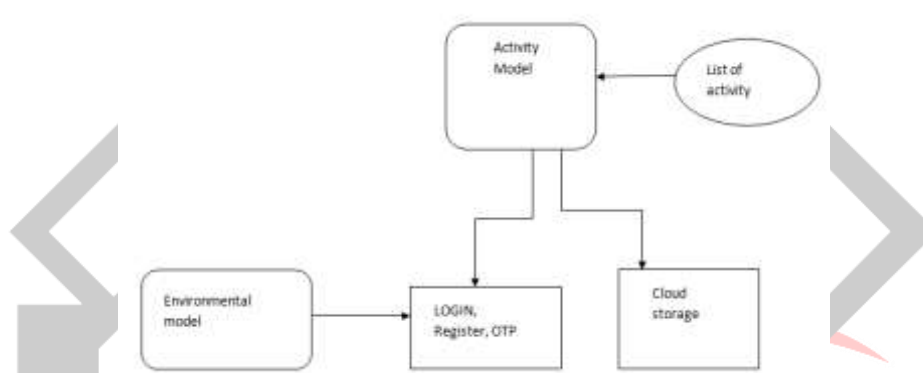 Activity
Model
List of
activity
Environmental
model
LOGIN,
Register, OTP
Cloud
storage